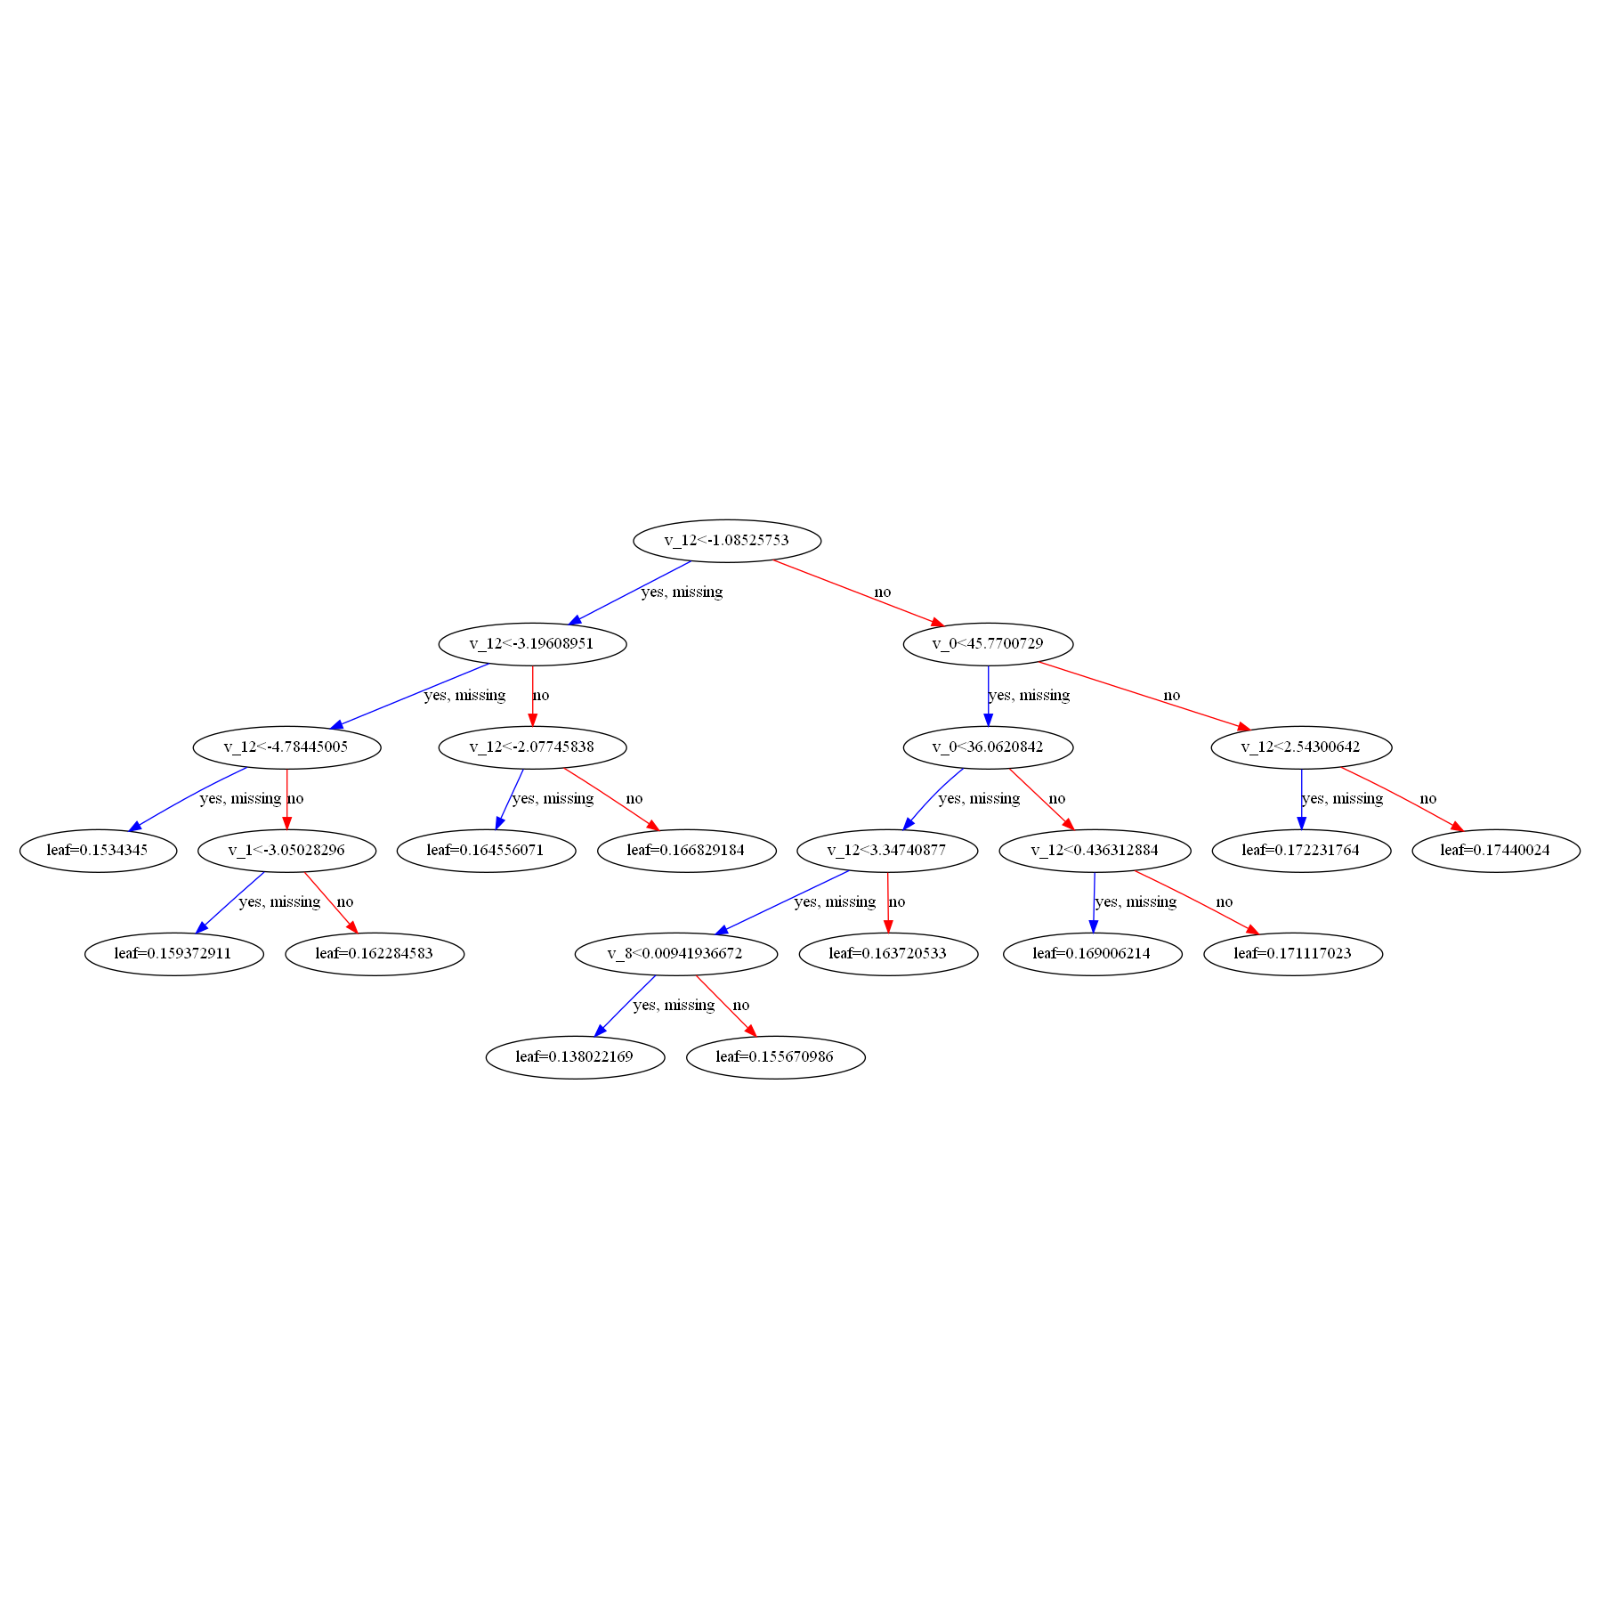 v_12<-1.08525753
yes, missing
no
v_12<-3.19608951
v_0<45.7700729
yes, missing
no
yes, missing
no
v_12<-4.78445005
v_12<-2.07745838
v_0<36.0620842
v_12<2.54300642
yes, missing
no
yes, missing
no
yes, missing
no
yes, missing
no
leaf=0.1534345
v_1<-3.05028296
leaf=0.164556071
leaf=0.166829184
v_12<3.34740877
v_12<0.436312884
leaf=0.172231764
leaf=0.17440024
yes, missing
no
yes, missing
no
yes, missing
no
leaf=0.159372911
leaf=0.162284583
v_8<0.00941936672
leaf=0.163720533
leaf=0.169006214
leaf=0.171117023
yes, missing
no
leaf=0.138022169
leaf=0.155670986